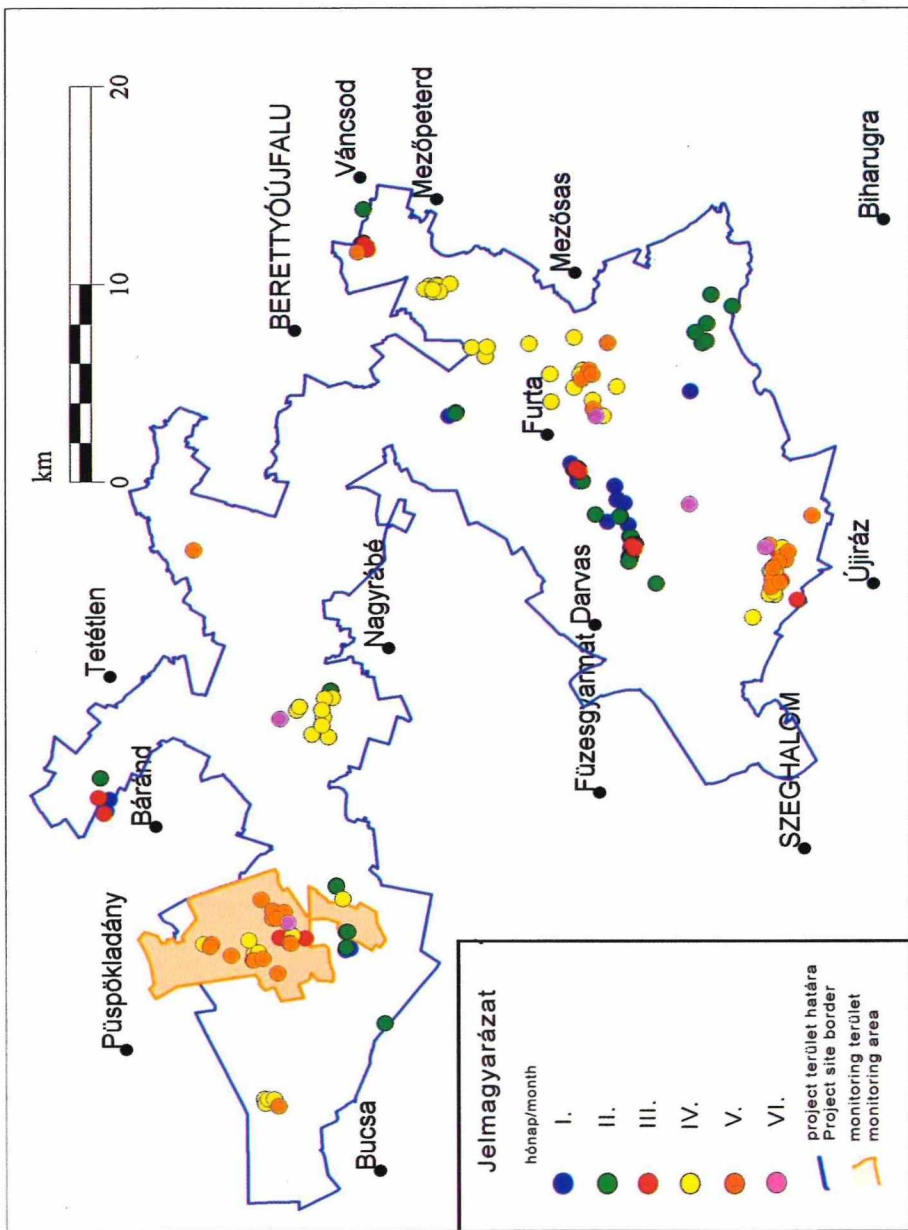 km
0
10
20
Tetétlen
Báránd
Püspökladány
BERETTYÓÚJFALU
Váncsod
Mezőpeterd
Nagyrábé
Bucsa
Furta
Mezősas
Füzesgyarmat
Darvas
SZEGHALOM
Újiráz
Biharugra
Jelmagyarázat
hónap/month
I.
II.
III.
IV.
V.
VI.
project terület határa
Project site border
monitoring terület
monitoring area